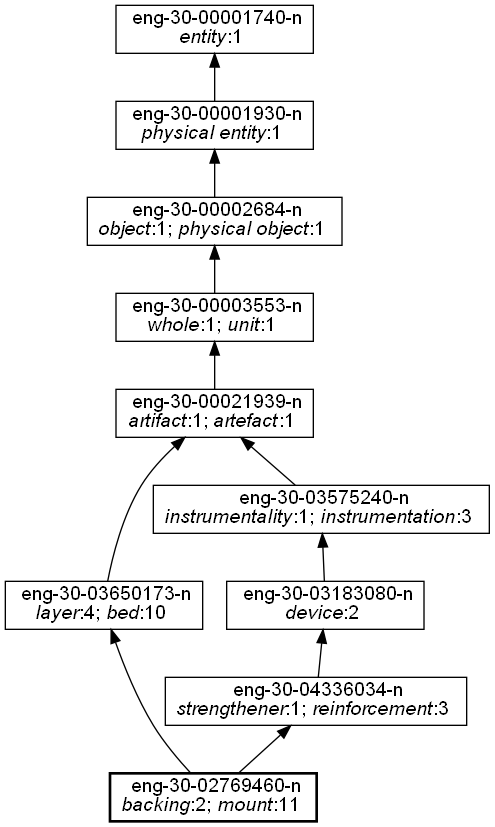 eng-30-00001740-n
entity:1
eng-30-00001930-n
physical entity:1
eng-30-00002684-n
object:1; physical object:1
eng-30-00003553-n
whole:1; unit:1
eng-30-00021939-n
artifact:1; artefact:1
eng-30-03575240-n
instrumentality:1; instrumentation:3
eng-30-03650173-n
layer:4; bed:10
eng-30-03183080-n
device:2
eng-30-04336034-n
strengthener:1; reinforcement:3
eng-30-02769460-n
backing:2; mount:11